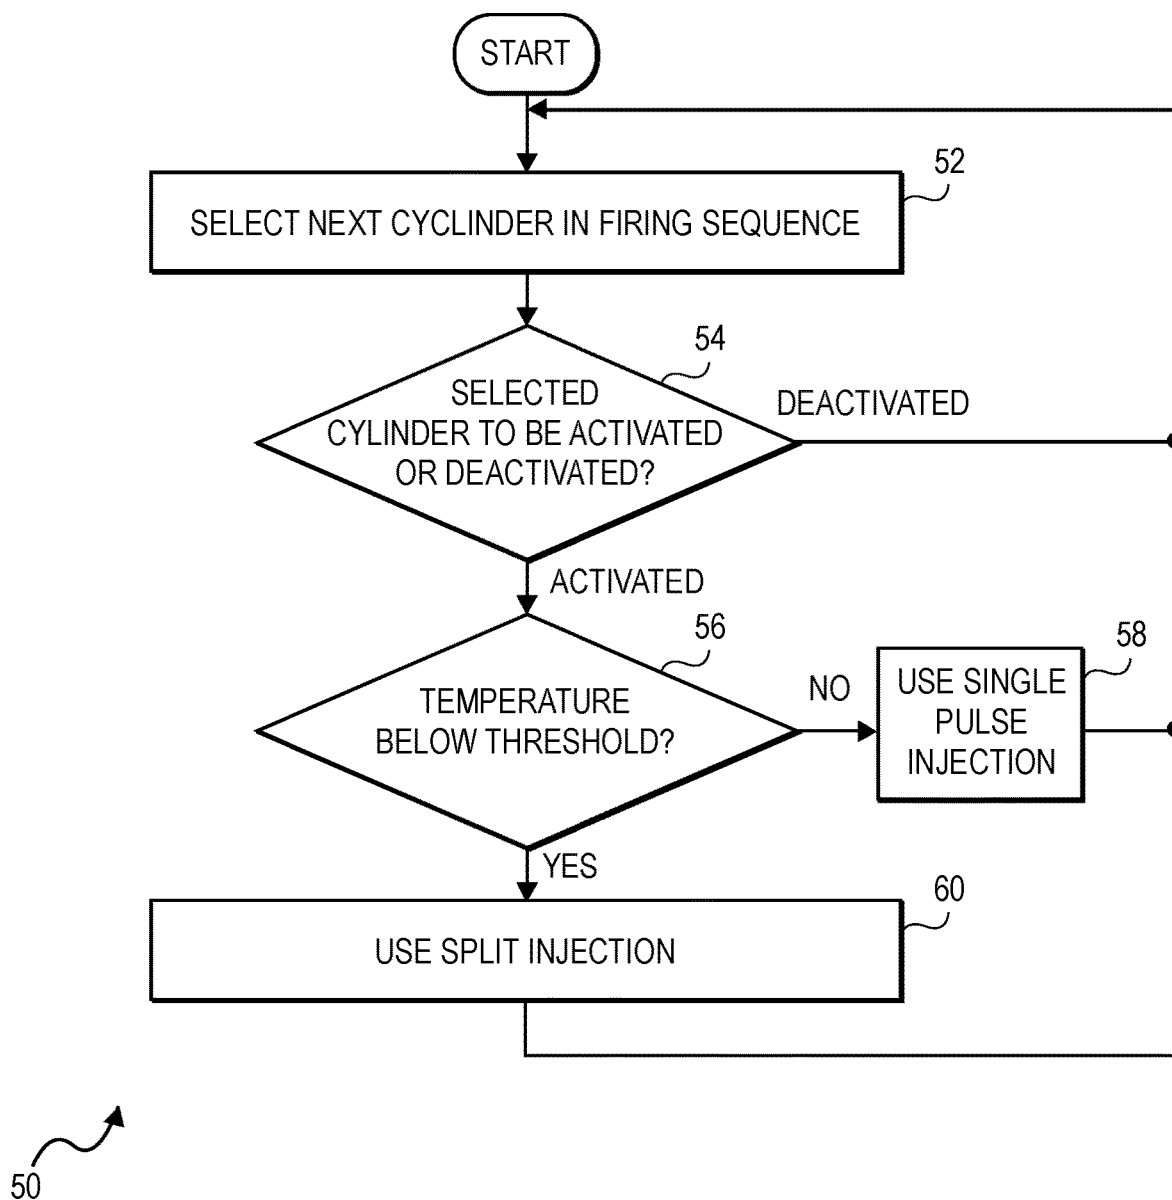 START
52
SELECT NEXT CYCLINDER IN FIRING SEQUENCE
54
SELECTED
CYLINDER TO BE ACTIVATED
OR DEACTIVATED?
DEACTIVATED
ACTIVATED
56
TEMPERATURE
BELOW THRESHOLD?
NO
58
USE SINGLE
PULSE
INJECTION
YES
60
USE SPLIT INJECTION
50